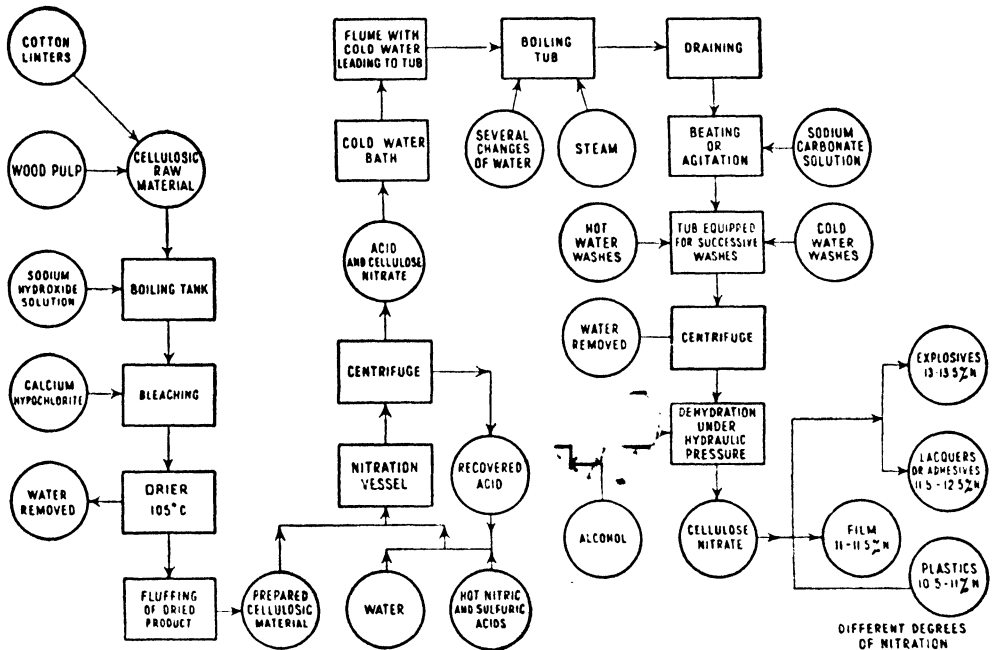 COTTON
LINTERS
WOOD PULP
CELLULOSIC
RAW
MATERIAL
SODIUM
HYDROXIDE
SOLUTION
BOILING TANK
CALCIUM
HYPOCHLORITE
BLEACHING
WATER
REMOVED
DRIER
105°C
FLUFFING
OF DRIED
PRODUCT
PREPARED
CELLULOSIC
MATERIAL
WATER
HOT NITRIC
AND SULFURIC
ACIDS
RECOVERED
ACID
NITRATION
VESSEL
CENTRIFUGE
ACID
AND CELLULOSE
NITRATE
COLD WATER
BATH
FLUME WITH
COLD WATER
LEADING TO TUB
BOILING
TUB
SEVERAL
CHANGES
OF WATER
STEAM
DRAINING
BEATING
OR
AGITATION
SODIUM
CARBONATE
SOLUTION
HOT
WATER
WASHES
TUB EQUIPPED
FOR SUCCESSIVE
WASHES
COLD
WATER
WASHES
WATER
REMOVED
CENTRIFUGE
DEHYDRATION
UNDER
HYDRAULIC
PRESSURE
ALCOHOL
CELLULOSE
NITRATE
EXPLOSIVES
13-13.5% N
LACQUERS
OR ADHESIVES
11.5-12.5% N
FILM
11-11.5% N
PLASTICS
10.5-11% N
DIFFERENT DEGREES
OF NITRATION